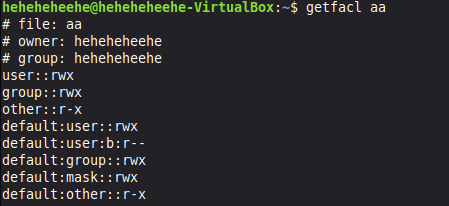 heheheheehe@heheheheehe-VirtualBox:~$ getfacl aa
# file: aa
# owner: heheheheehe
# group: heheheheehe
user::rwx
group::rwx
other::r-x
default:user::rwx
default:user:b:r--
default:group::rwx
default:mask::rwx
default:other::r-x